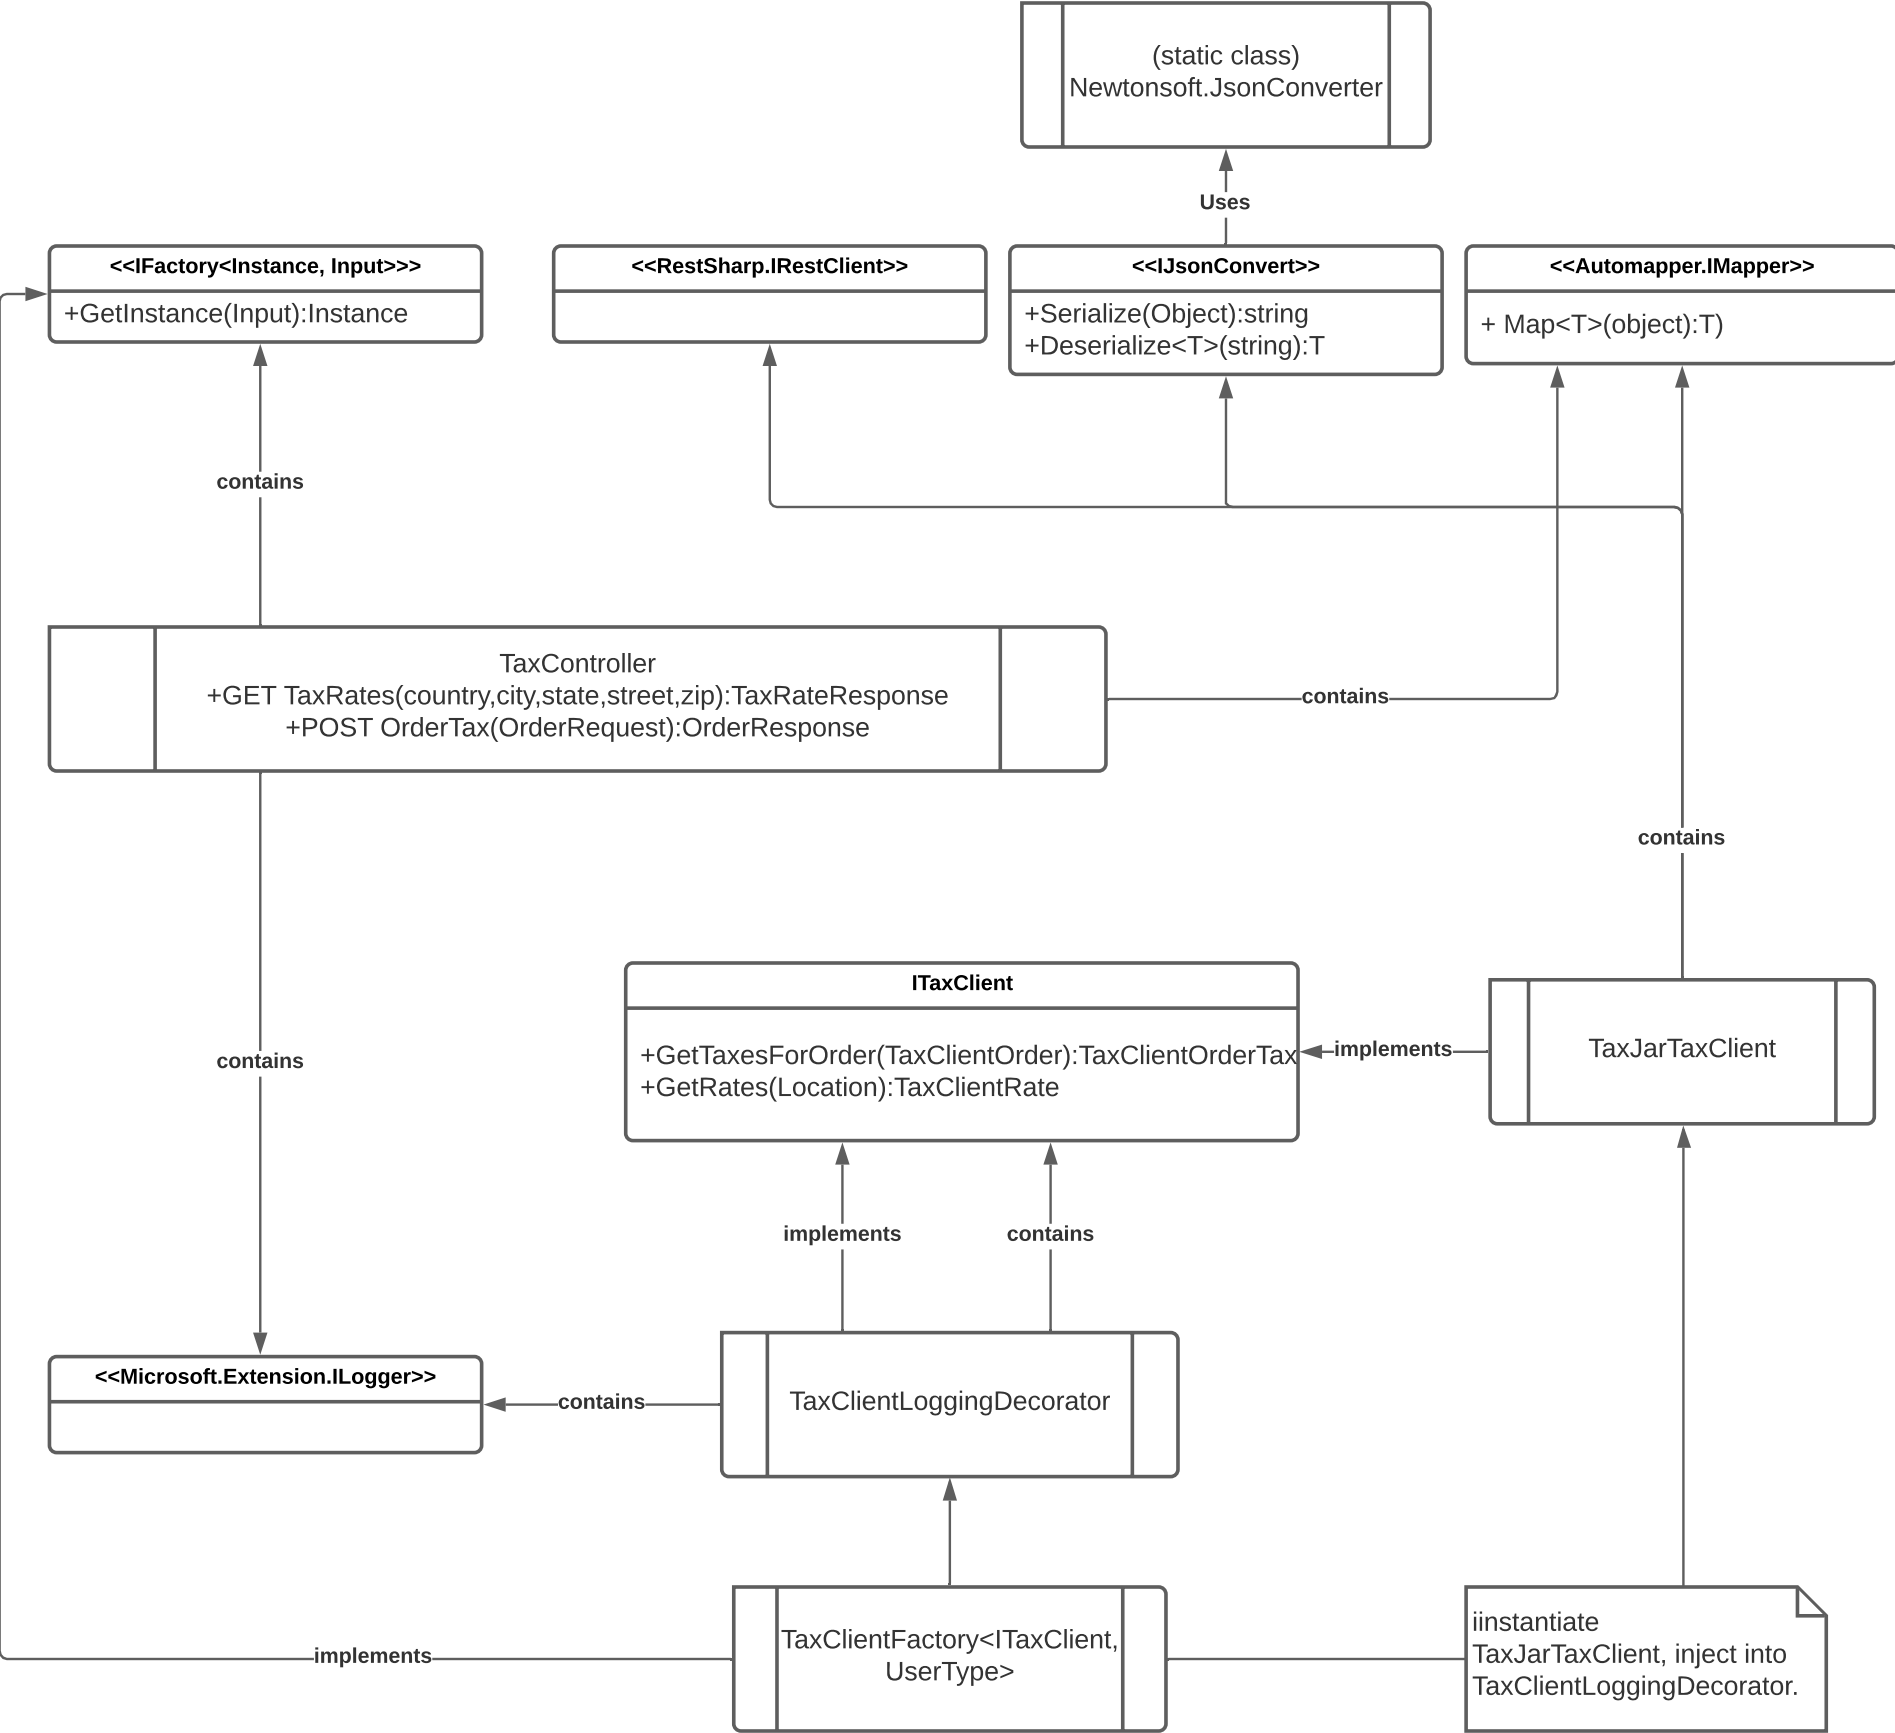 (static class)
Newtonsoft.JsonConverter
Uses
<<IFactory<Instance, Input>>>
+GetInstance(Input):Instance
<<RestSharp.IRestClient>>
<<IJsonConvert>>
+Serialize(Object):string
+Deserialize<T>(string):T
<<Automapper.IMapper>>
+ Map<T>(object):T)
contains
TaxController
+GET TaxRates(country,city,state,street,zip):TaxRateResponse
+POST OrderTax(OrderRequest):OrderResponse
contains
contains
contains
ITaxClient
+GetTaxesForOrder(TaxClientOrder):TaxClientOrderTax
+GetRates(Location):TaxClientRate
implements
TaxJarTaxClient
implements
contains
<<Microsoft.Extension.ILogger>>
contains
TaxClientLoggingDecorator
implements
TaxClientFactory<ITaxClient,
UserType>
iinstantiate
TaxJarTaxClient, inject into
TaxClientLoggingDecorator.